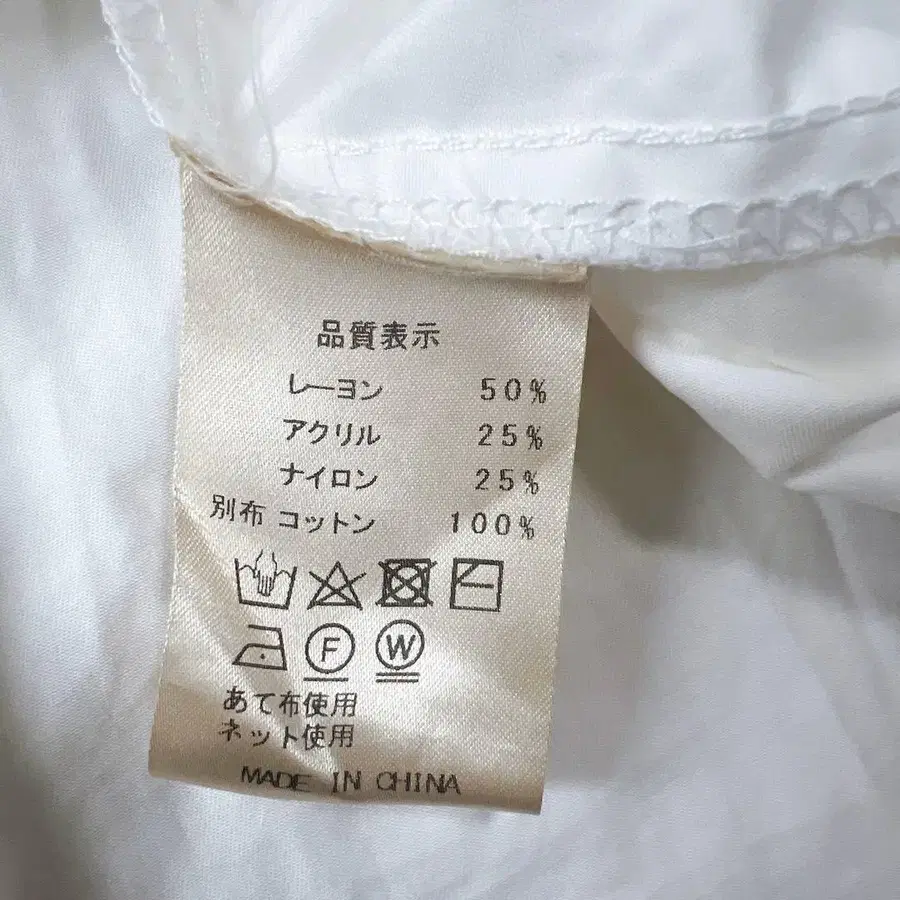 品質表示
レーヨン 50%
アクリル 25%
ナイロン 25%
別布 コットン 100%
F W
あて布使用
ネット使用
MADE IN CHINA